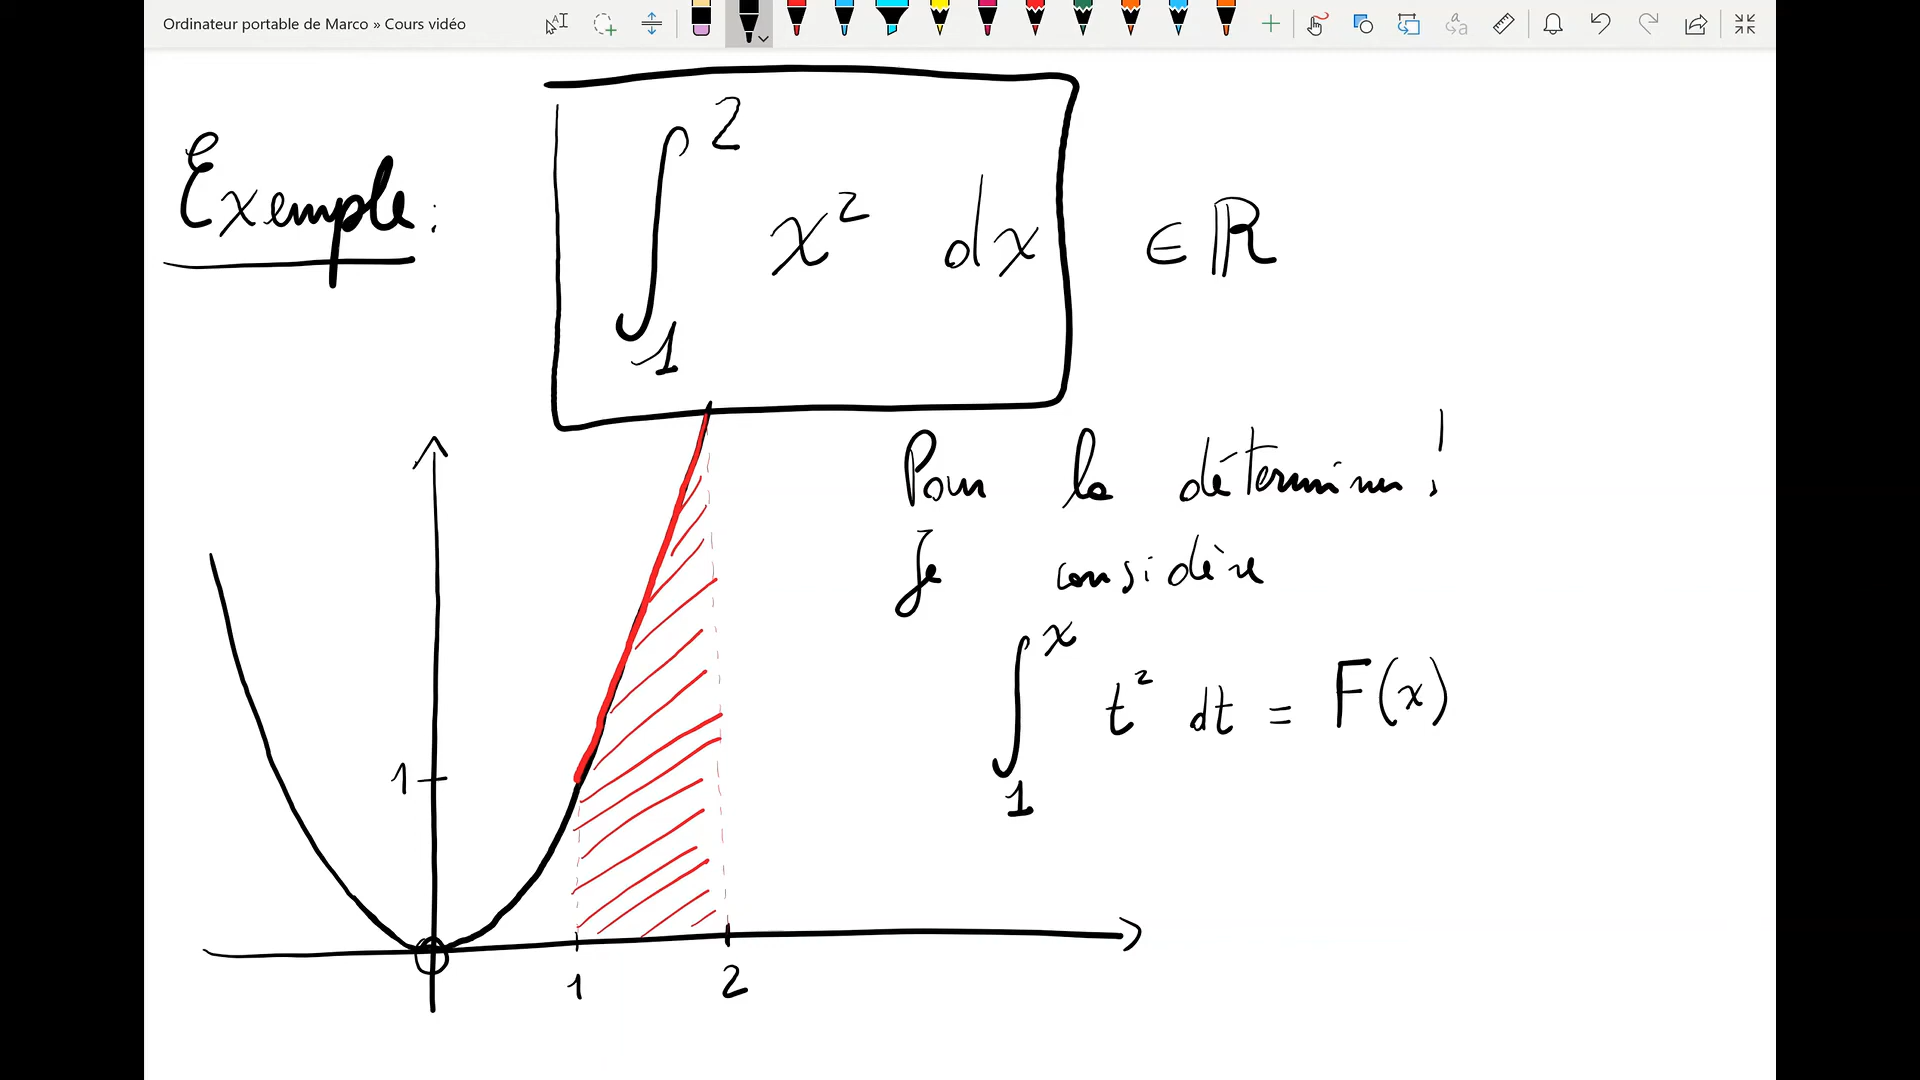 Ordinateur portable de Marco » Cours vidéo
Exemple :
∫₁² x² dx ∈ ℝ
Pour la déterminer !
Je considère
∫₁ˣ t² dt = F(x)
1
1
2